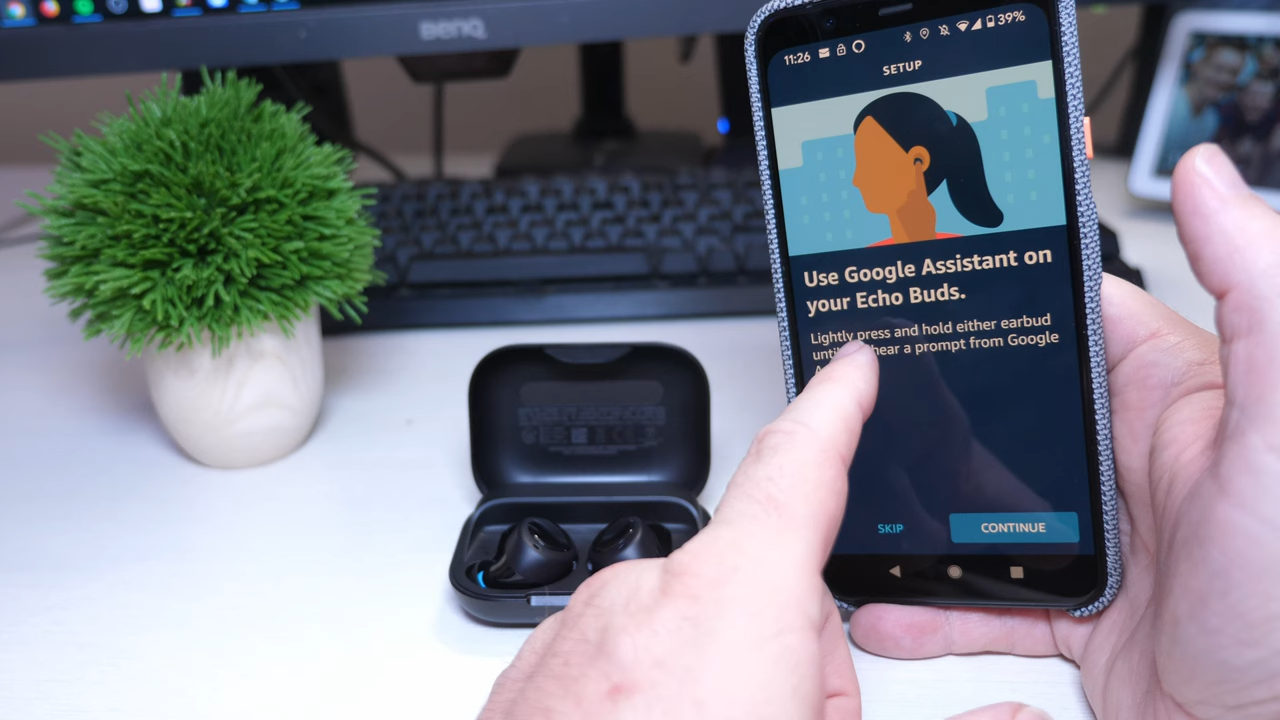 BenQ
11:26
39%
SETUP
Use Google Assistant on
your Echo Buds.
Lightly press and hold either earbud
hear a prompt from Google
SKIP
CONTINUE